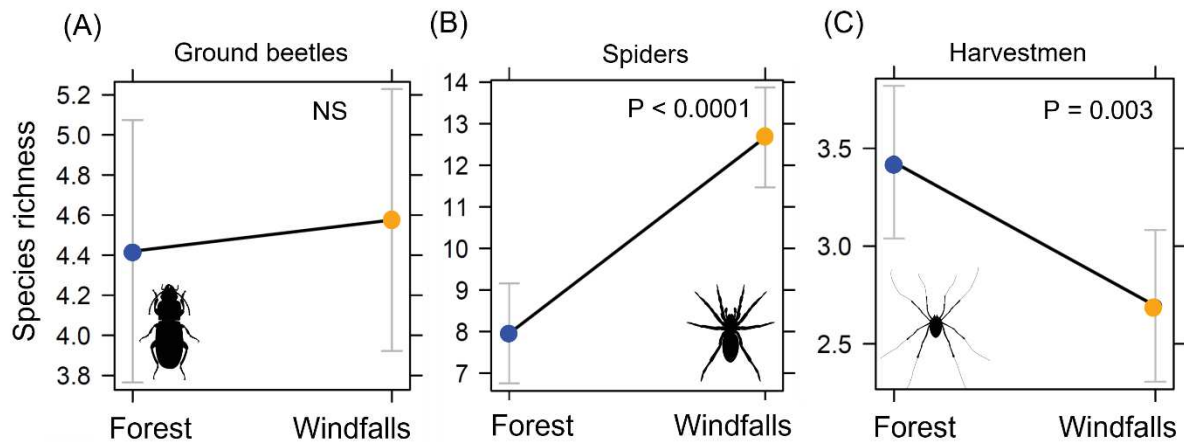 (A)
Ground beetles
Species richness
5.2
5.0
4.8
4.6
4.4
4.2
4.0
3.8
NS
Forest
Windfalls
(B)
Spiders
14
13
12
11
10
9
8
7
P < 0.0001
Forest
Windfalls
(C)
Harvestmen
3.5
3.0
2.5
P = 0.003
Forest
Windfalls